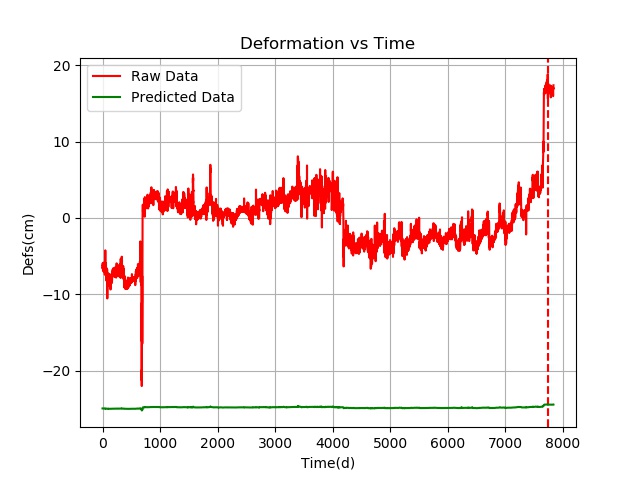 Deformation vs Time
Raw Data
Predicted Data
20
10
0
−10
−20
Defs(cm)
0 1000 2000 3000 4000 5000 6000 7000 8000
Time(d)